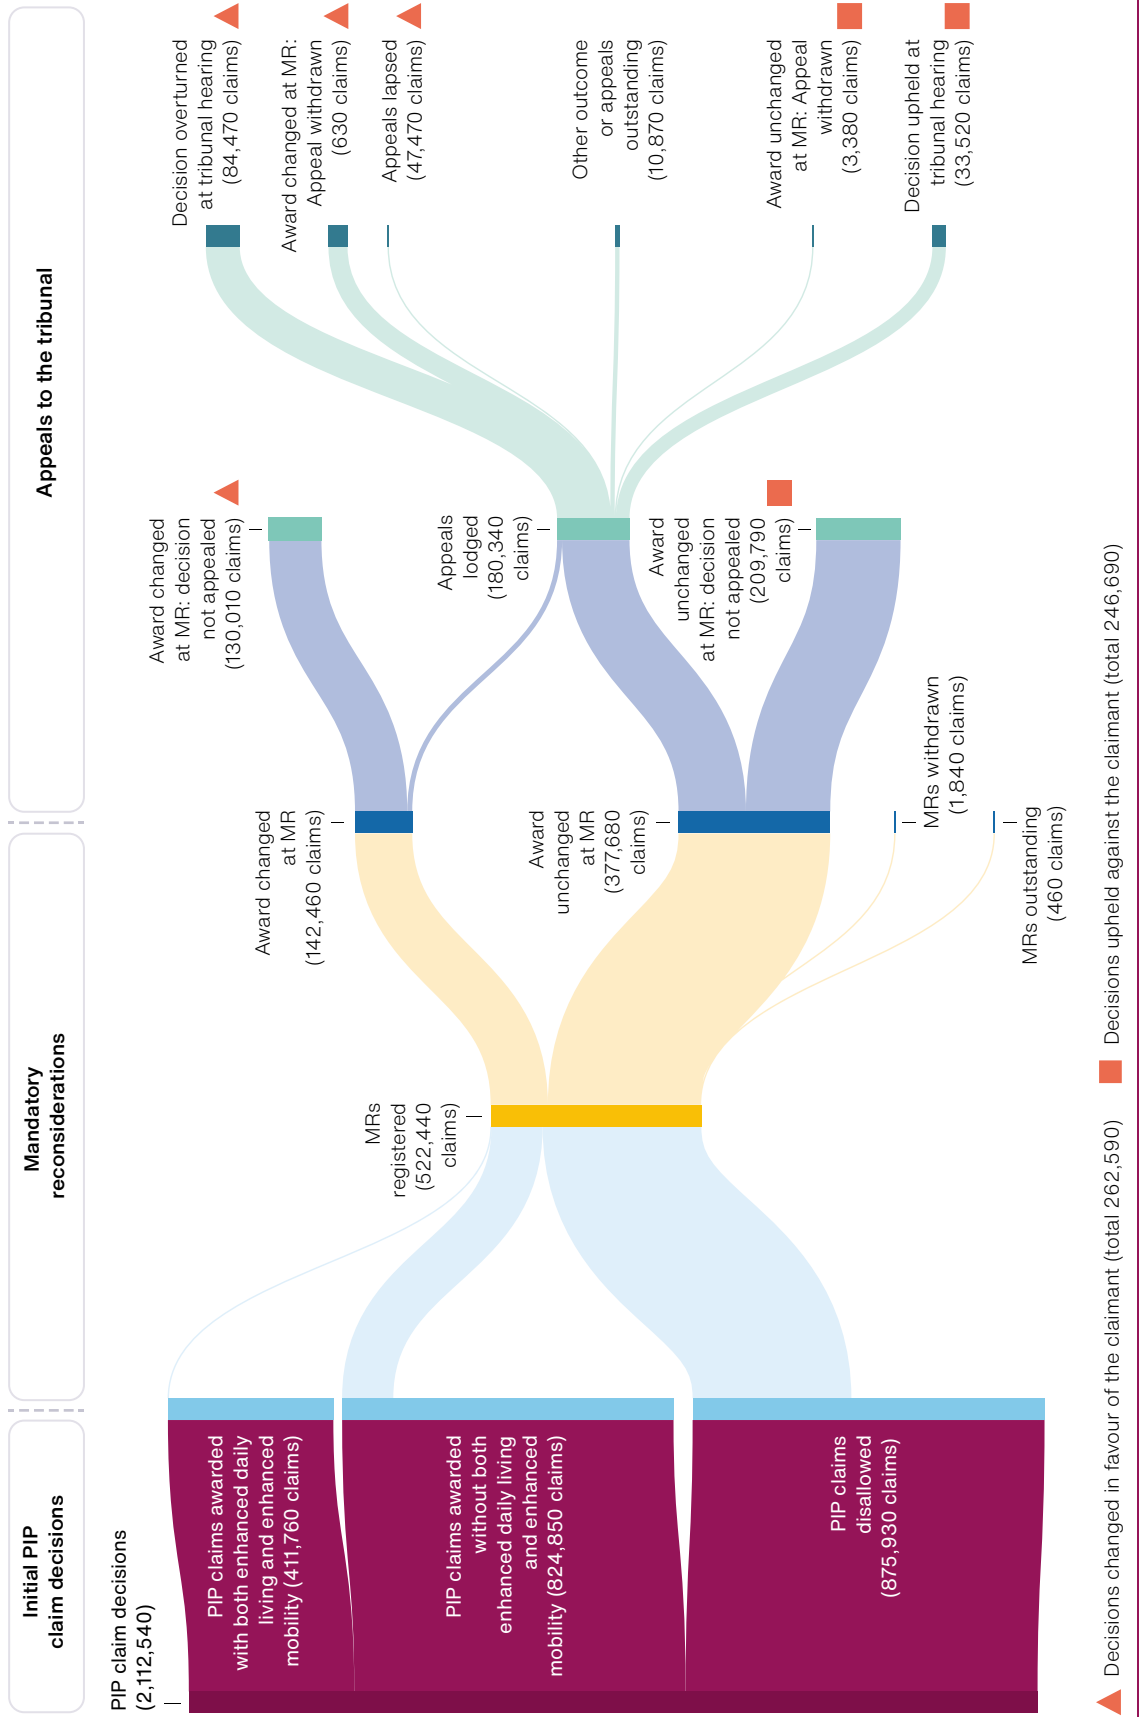 Initial PIP
claim decisions
Mandatory
reconsiderations
Appeals to the tribunal
PIP claim decisions
(2,112,540)
PIP claims awarded
with both enhanced daily
living and enhanced
mobility (411,760 claims)
PIP claims awarded
without both
enhanced daily living
and enhanced
mobility (824,850 claims)
PIP claims
disallowed
(875,930 claims)
MRs
registered
(522,440
claims)
Award changed
at MR
(142,460 claims)
Award
unchanged
at MR
(377,680
claims)
MRs withdrawn
(1,840 claims)
MRs outstanding
(460 claims)
Award changed
at MR: decision
not appealed
(130,010 claims)
Appeals
lodged
(180,340
claims)
Award
unchanged
at MR: decision
not appealed
(209,790
claims)
Decision overturned
at tribunal hearing
(84,470 claims)
Award changed at MR:
Appeal withdrawn
(630 claims)
Appeals lapsed
(47,470 claims)
Other outcome
or appeals
outstanding
(10,870 claims)
Award unchanged
at MR: Appeal
withdrawn
(3,380 claims)
Decision upheld at
tribunal hearing
(33,520 claims)
Decisions changed in favour of the claimant (total 262,590)
Decisions upheld against the claimant (total 246,690)